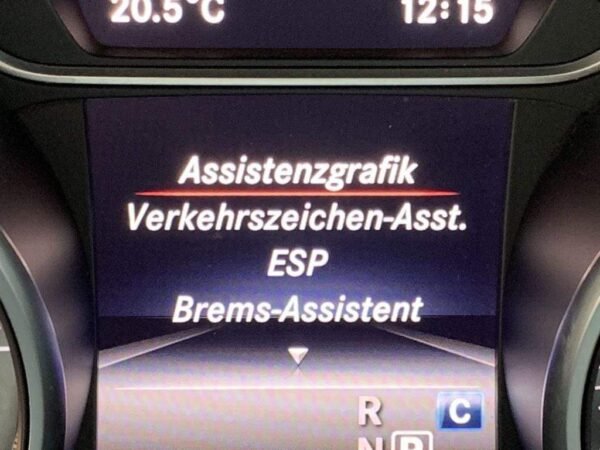 20.5°C 12:15
Assistenzgrafik
Verkehrszeichen-Asst.
ESP
Brems-Assistent
R C
N P